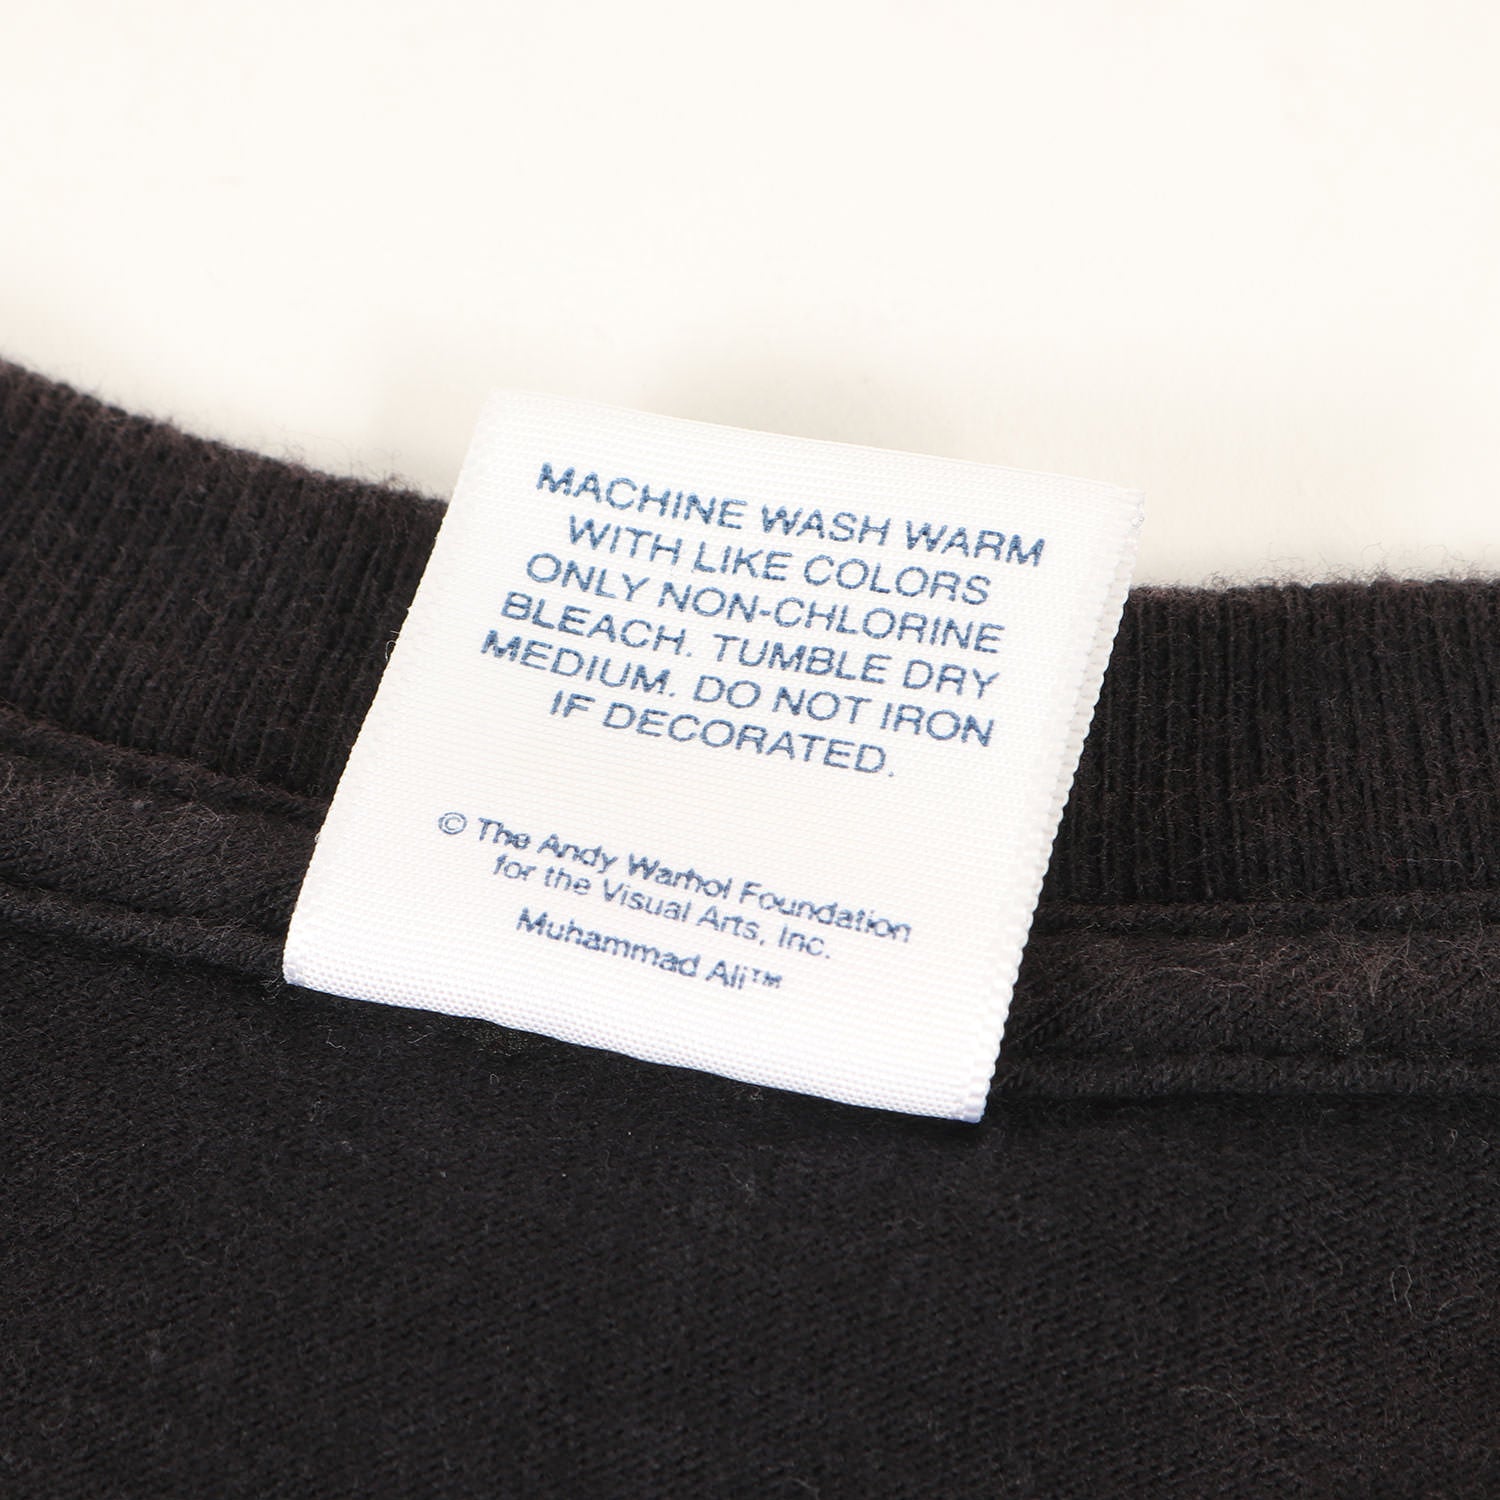 MACHINE WASH WARM
WITH LIKE COLORS
ONLY NON-CHLORINE
BLEACH. TUMBLE DRY
MEDIUM. DO NOT IRON
IF DECORATED.
© The Andy Warhol Foundation
for the Visual Arts, Inc.
Muhammad Ali™